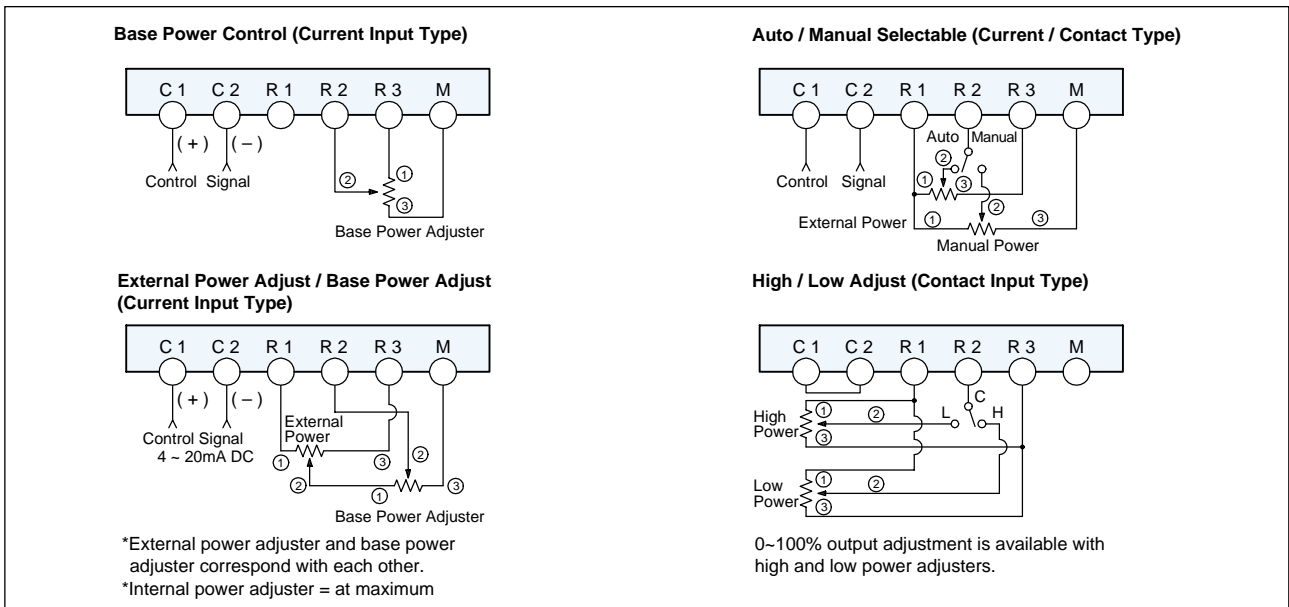 Base Power Control (Current Input Type)
C 1 C 2 R 1 R 2 R 3 M
( + ) ( – )
Control Signal
②
①
③
Base Power Adjuster
Auto / Manual Selectable (Current / Contact Type)
C 1 C 2 R 1 R 2 R 3 M
Auto Manual
②
Control Signal
① ③
②
External Power ① ③
Manual Power
External Power Adjust / Base Power Adjust
(Current Input Type)
C 1 C 2 R 1 R 2 R 3 M
( + ) ( – )
External
Power
Control Signal
4 ~ 20mA DC
① ③ ②
② ① ③
Base Power Adjuster
*External power adjuster and base power
adjuster correspond with each other.
*Internal power adjuster = at maximum
High / Low Adjust (Contact Input Type)
C 1 C 2 R 1 R 2 R 3 M
C
L H
High
Power
① ②
③
Low
Power
① ②
③
0~100% output adjustment is available with
high and low power adjusters.